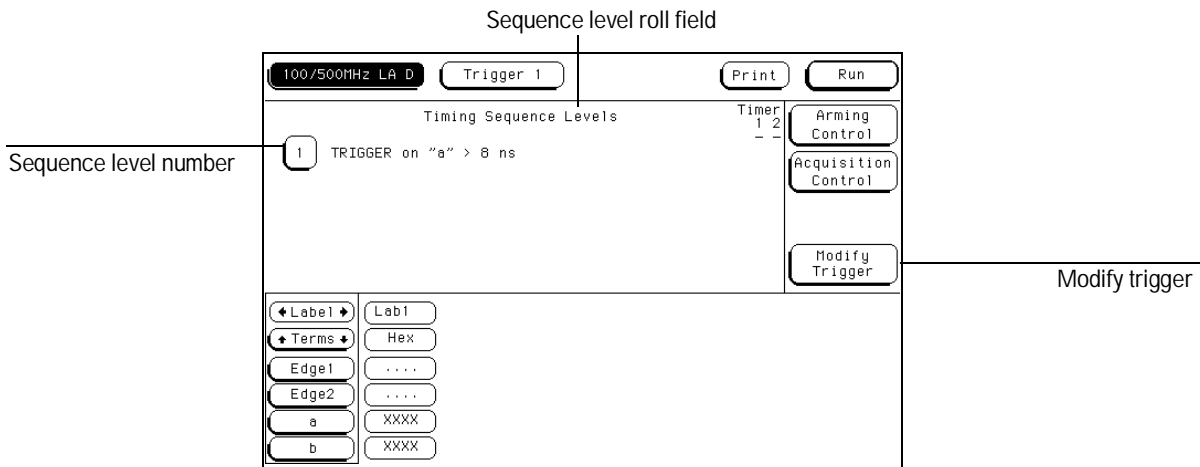 Sequence level roll field
100/500MHz LA D Trigger 1 Print Run
Timing Sequence Levels
Timer
1 2
– –
Arming
Control
Sequence level number
1 TRIGGER on "a" > 8 ns
Acquisition
Control
Modify
Trigger
Modify trigger
←Label→ Lab1
↑Terms↓ Hex
Edge1 ....
Edge2 ....
a XXXX
b XXXX